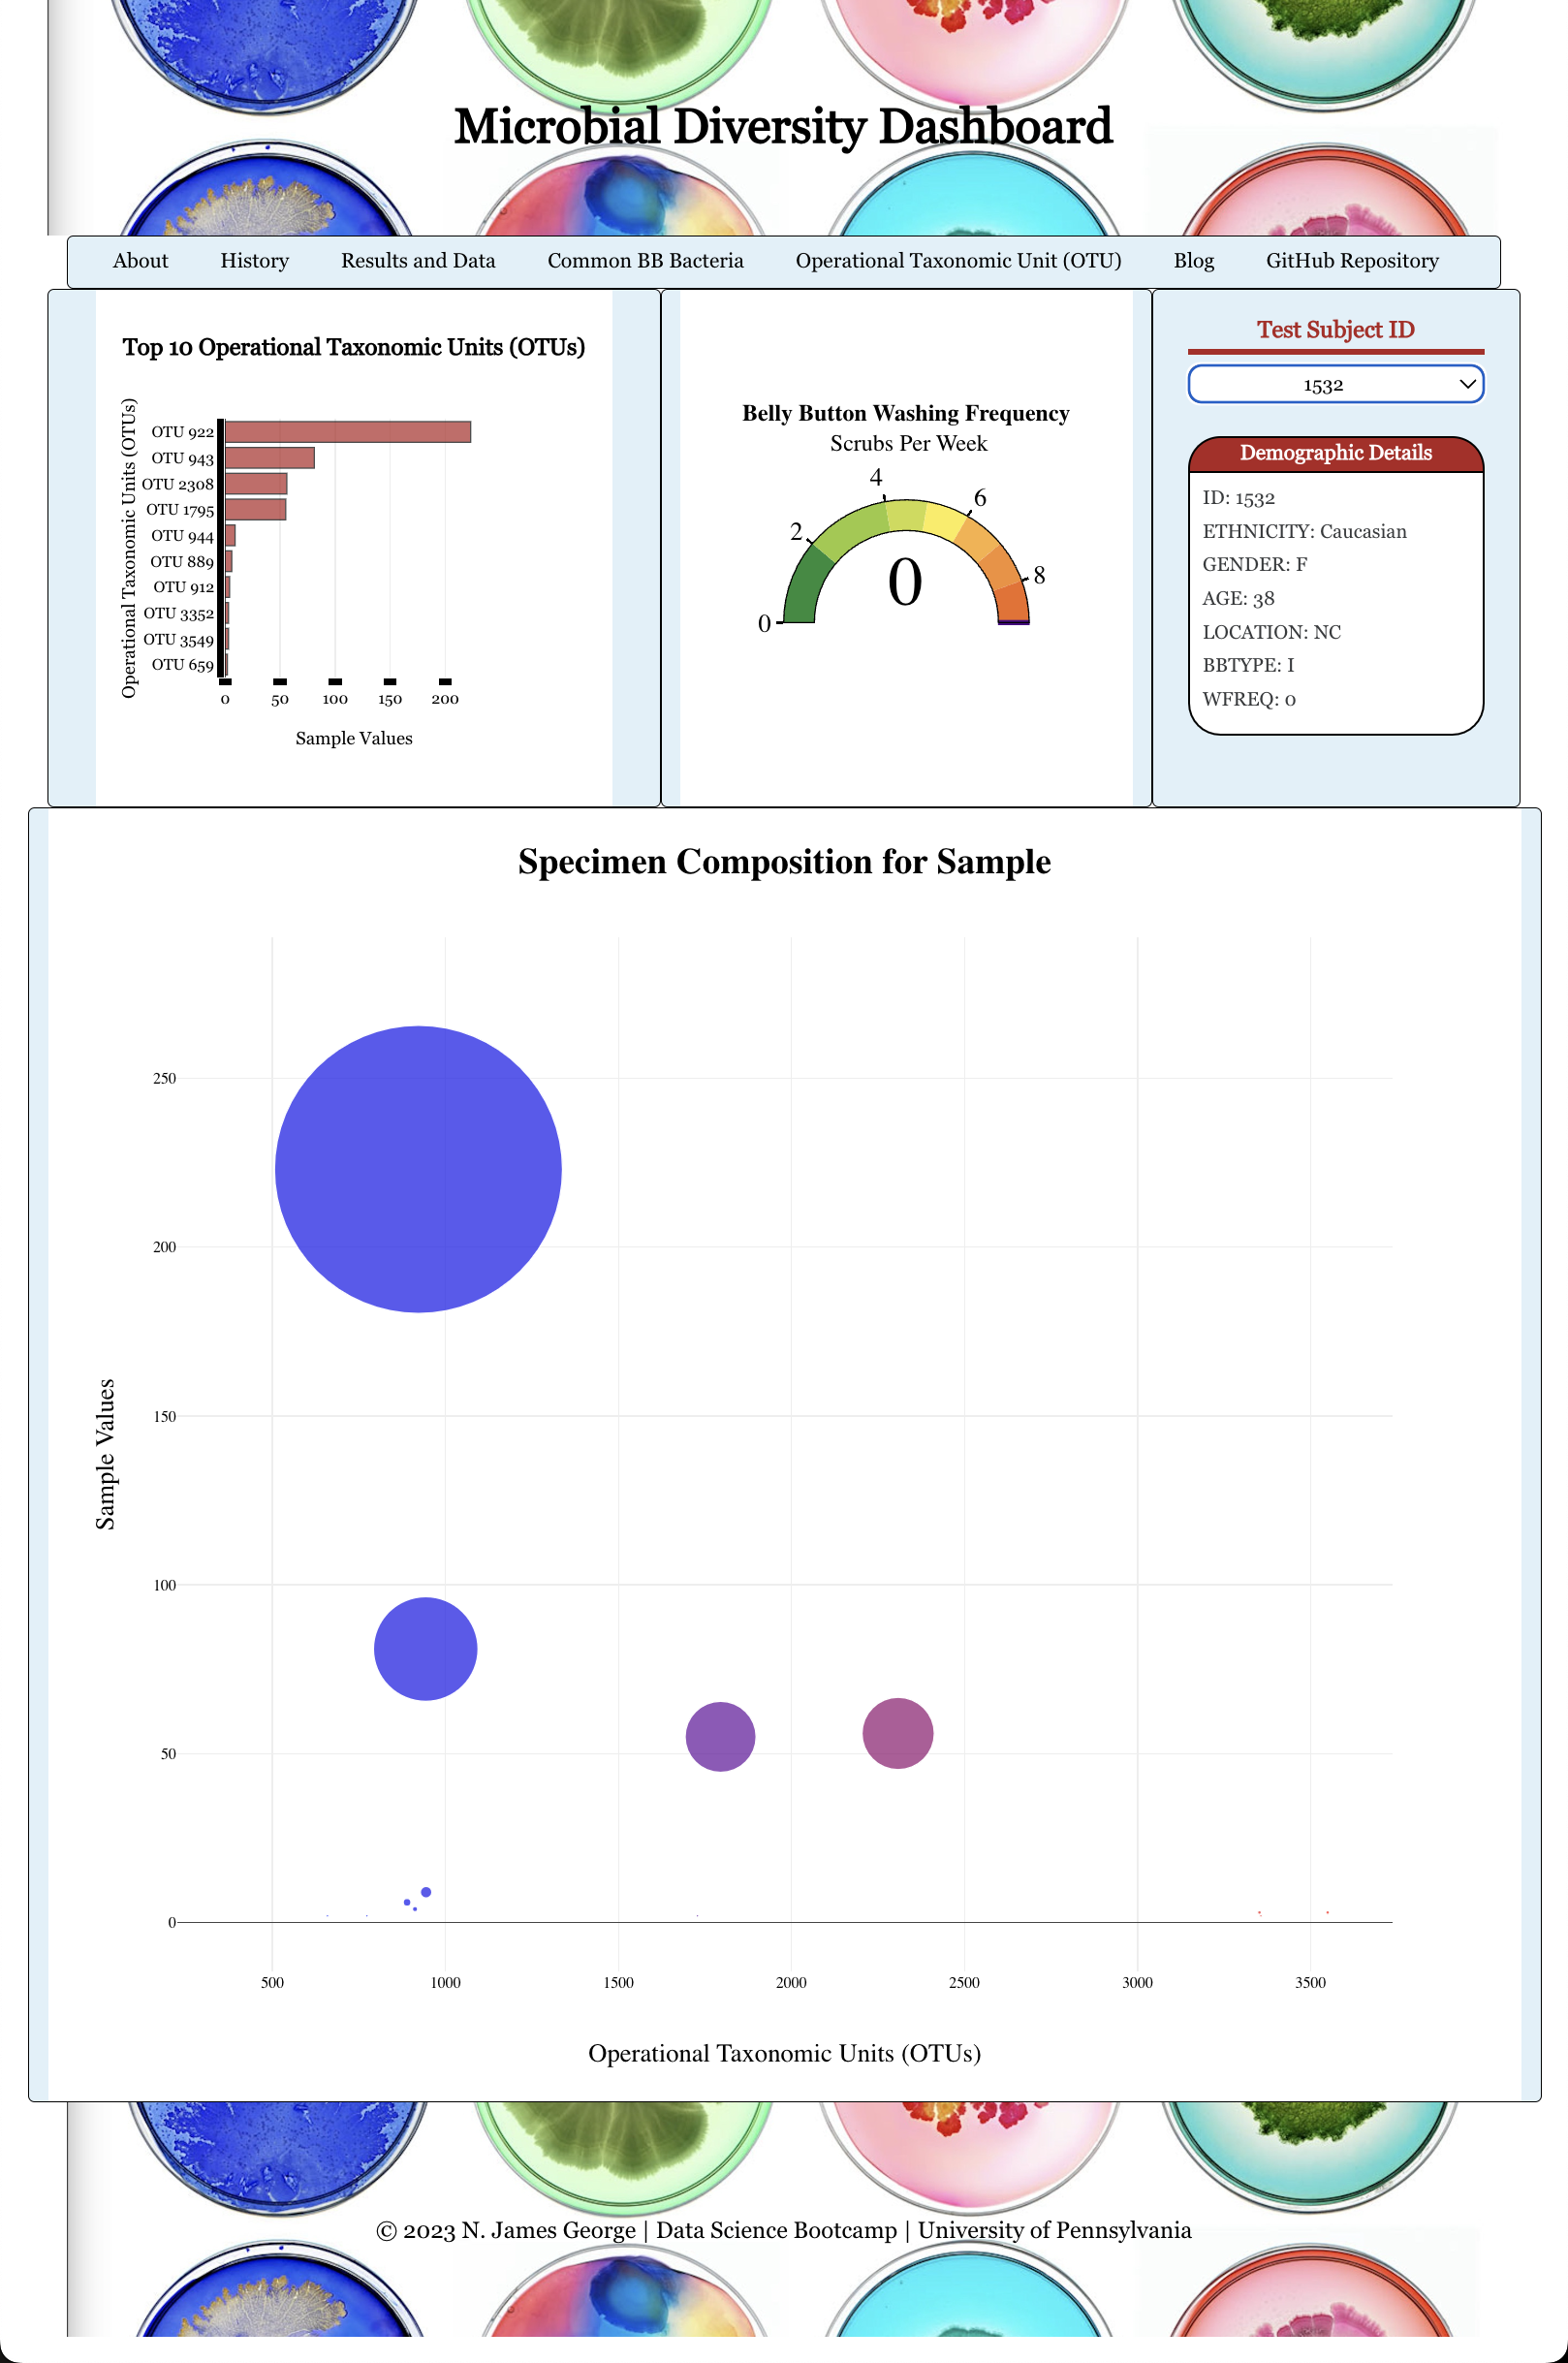 Microbial Diversity Dashboard
About History Results and Data Common BB Bacteria Operational Taxonomic Unit (OTU) Blog GitHub Repository
Top 10 Operational Taxonomic Units (OTUs)
Operational Taxonomic Units (OTUs)
OTU 922
OTU 943
OTU 2308
OTU 1795
OTU 944
OTU 889
OTU 912
OTU 3352
OTU 3549
OTU 659
0 50 100 150 200
Sample Values
Belly Button Washing Frequency
Scrubs Per Week
0
2
4
6
8
0
Test Subject ID
1532
Demographic Details
ID: 1532
ETHNICITY: Caucasian
GENDER: F
AGE: 38
LOCATION: NC
BBTYPE: I
WFREQ: 0
Specimen Composition for Sample
Sample Values
250
200
150
100
50
0
500 1000 1500 2000 2500 3000 3500
Operational Taxonomic Units (OTUs)
© 2023 N. James George | Data Science Bootcamp | University of Pennsylvania